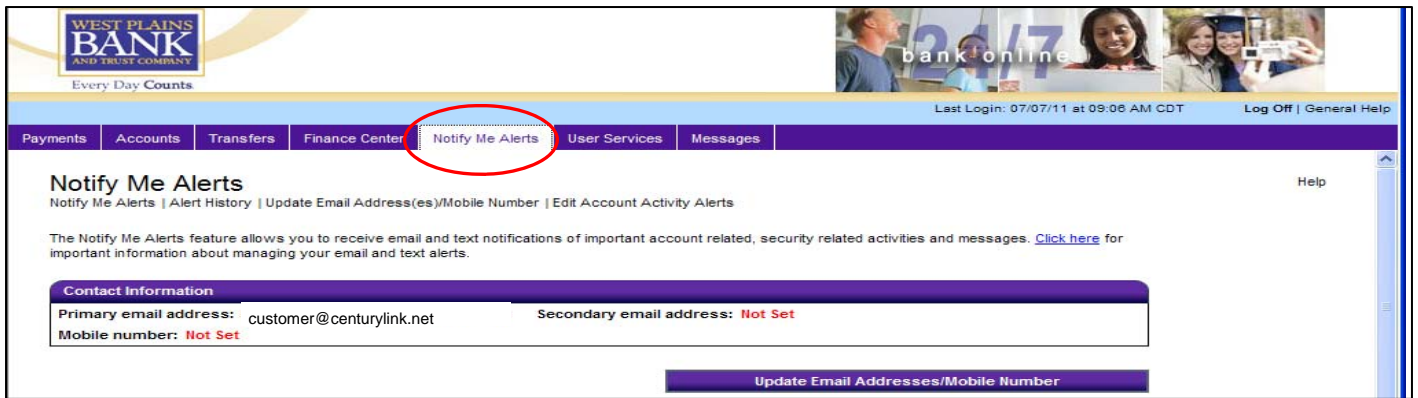 WEST PLAINS
BANK
AND TRUST COMPANY
Every Day Counts.
24/7
bank online
Last Login: 07/07/11 at 09:06 AM CDT Log Off | General Help
Payments Accounts Transfers Finance Center Notify Me Alerts User Services Messages
Notify Me Alerts Help
Notify Me Alerts | Alert History | Update Email Address(es)/Mobile Number | Edit Account Activity Alerts
The Notify Me Alerts feature allows you to receive email and text notifications of important account related, security related activities and messages. Click here for
important information about managing your email and text alerts.
Contact Information
Primary email address: customer@centurylink.net Secondary email address: Not Set
Mobile number: Not Set
Update Email Addresses/Mobile Number